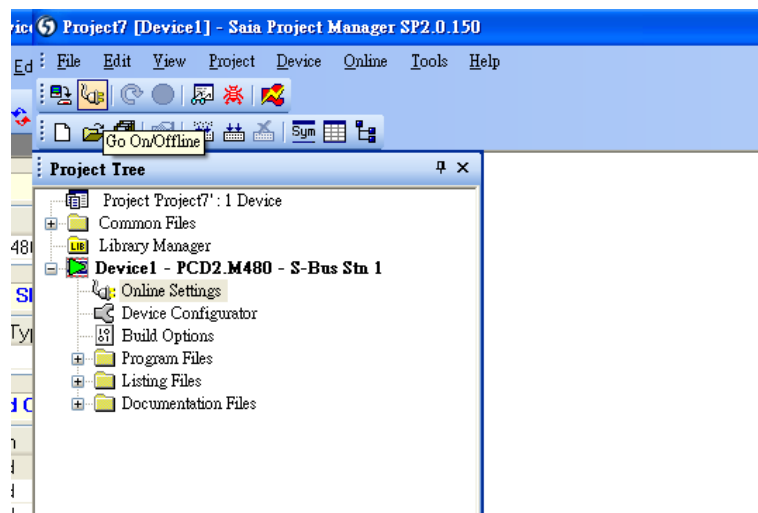 Project7 [Device1] - Saia Project Manager SP2.0.150
Ed
File Edit View Project Device Online Tools Help
Sym
Go On/Offline
Project Tree
Project 'Project7': 1 Device
Common Files
LIB Library Manager
Device1 - PCD2.M480 - S-Bus Stn 1
Online Settings
Device Configurator
Build Options
Program Files
Listing Files
Documentation Files